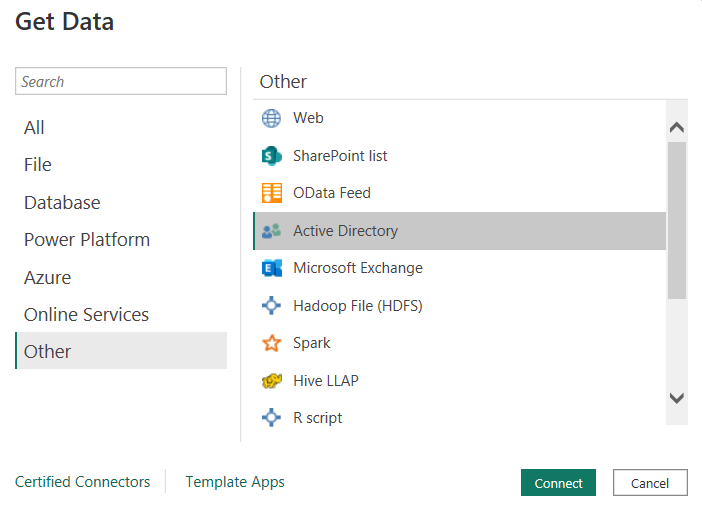 Get Data
Search
All
File
Database
Power Platform
Azure
Online Services
Other
Other
Web
SharePoint list
OData Feed
Active Directory
Microsoft Exchange
Hadoop File (HDFS)
Spark
Hive LLAP
R script
Certified Connectors
Template Apps
Connect
Cancel